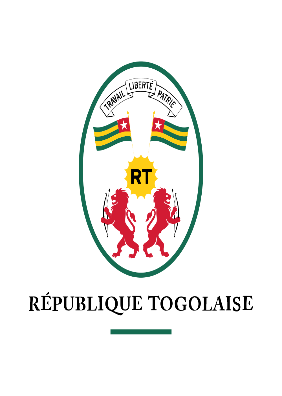 TRAVAIL LIBERTÉ PATRIE
RT
RÉPUBLIQUE TOGOLAISE